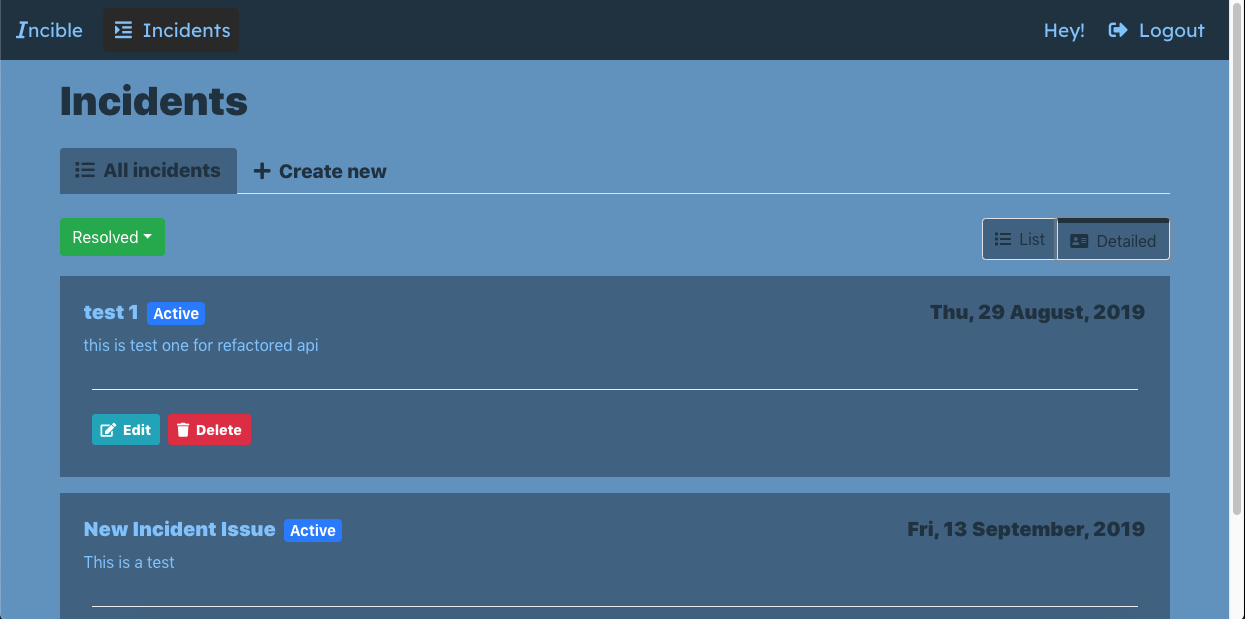 Incible Incidents Hey! Logout
Incidents
All incidents Create new
Resolved List Detailed
test 1 Active Thu, 29 August, 2019
this is test one for refactored api
Edit Delete
New Incident Issue Active Fri, 13 September, 2019
This is a test